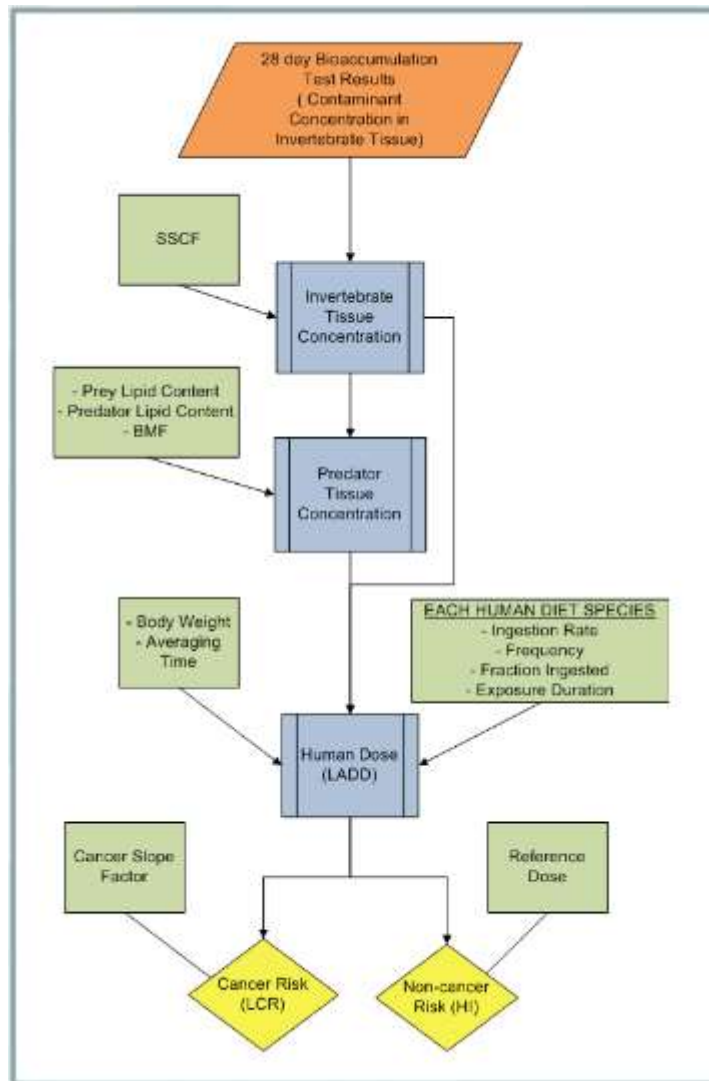 28 day Bioaccumulation
Test Results
( Contaminant
Concentration in
Invertebrate Tissue)
SSCF
Invertebrate
Tissue
Concentration
- Prey Lipid Content
- Predator Lipid Content
- BMF
Predator
Tissue
Concentration
- Body Weight
- Averaging
Time
EACH HUMAN DIET SPECIES
- Ingestion Rate
- Frequency
- Fraction Ingested
- Exposure Duration
Human Dose
(LADD)
Cancer Slope
Factor
Reference
Dose
Cancer Risk
(LCR)
Non-cancer
Risk (HI)